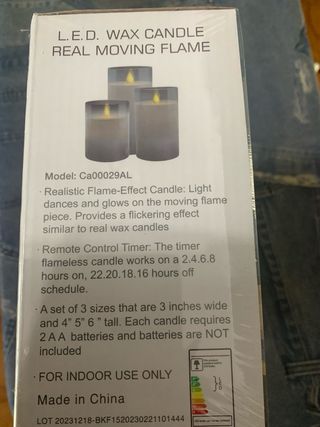 L.E.D. WAX CANDLE
REAL MOVING FLAME
Model: Ca00029AL
· Realistic Flame-Effect Candle: Light
dances and glows on the moving flame
piece. Provides a flickering effect
similar to real wax candles
· Remote Control Timer: The timer
flameless candle works on a 2.4.6.8
hours on, 22.20.18.16 hours off
schedule.
· A set of 3 sizes that are 3 inches wide
and 4" 5" 6 " tall. Each candle requires
2 A A batteries and batteries are NOT
included
· FOR INDOOR USE ONLY
Made in China
LOT 20231218-BKF1520230221101444